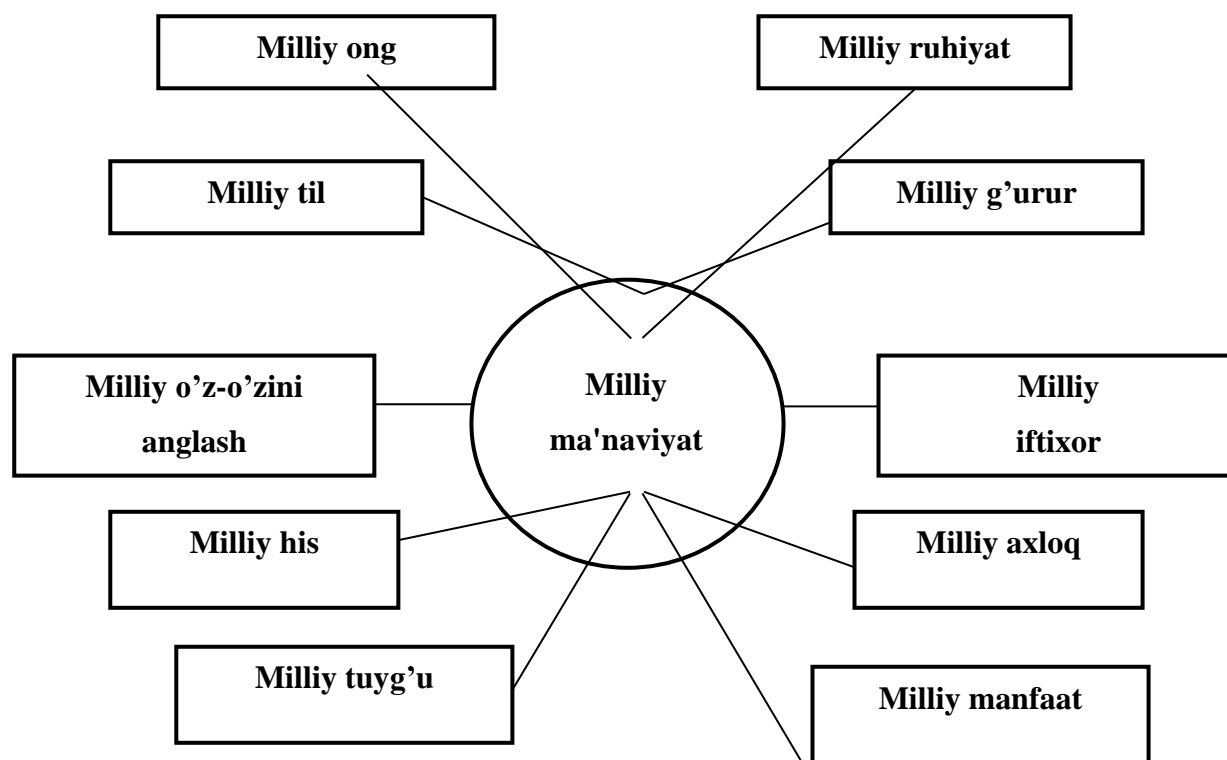 Milliy ong
Milliy ruhiyat
Milliy til
Milliy g’urur
Milliy o’z-o’zini
anglash
Milliy
ma'naviyat
Milliy
iftixor
Milliy his
Milliy axloq
Milliy tuyg’u
Milliy manfaat